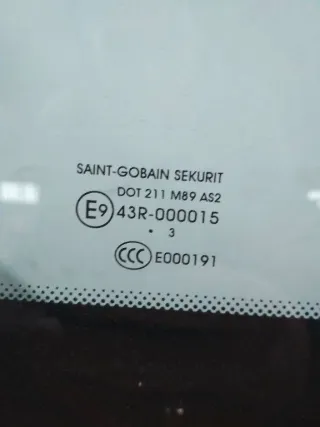 SAINT-GOBAIN SEKURIT
DOT 211 M89 AS2
E9 43R-000015
· 3
CCC E000191